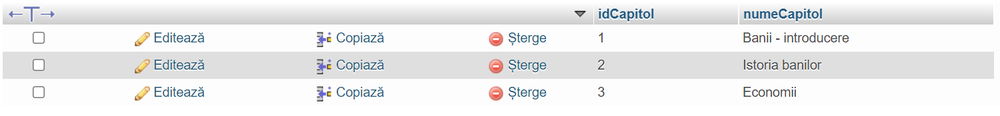 idCapitol numeCapitol
Editează Copiază Șterge 1 Banii - introducere
Editează Copiază Șterge 2 Istoria banilor
Editează Copiază Șterge 3 Economii